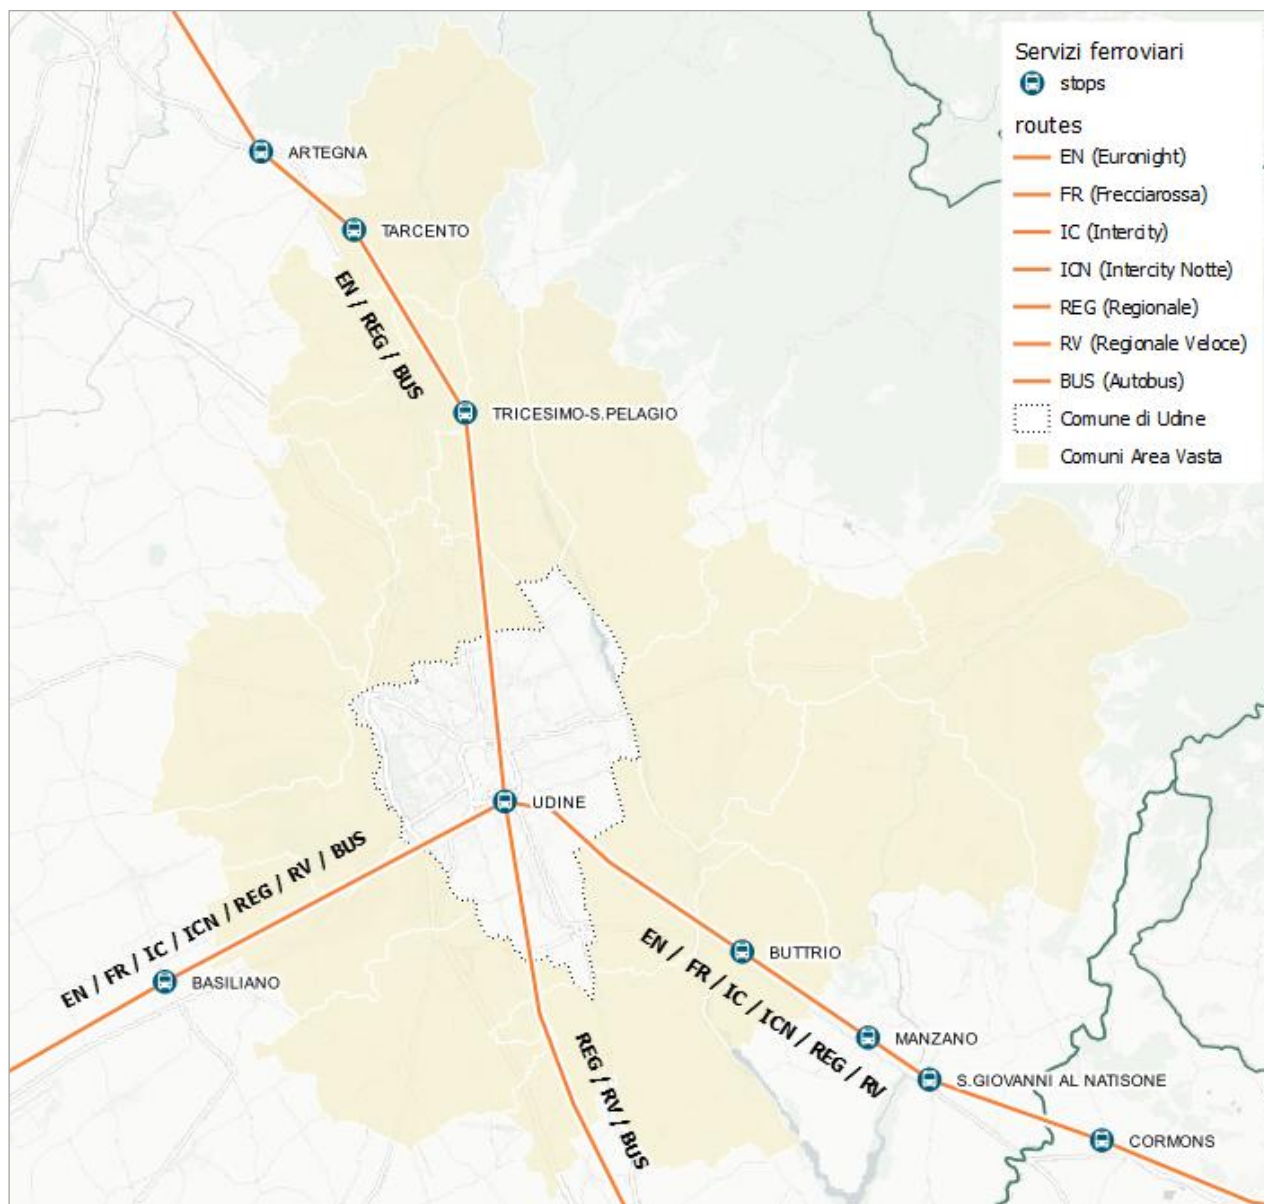 Servizi ferroviari
stops
routes
EN (Euronight)
FR (Frecciarossa)
IC (Intercity)
ICN (Intercity Notte)
REG (Regionale)
RV (Regionale Veloce)
BUS (Autobus)
Comune di Udine
Comuni Area Vasta
ARTEGNA
TARCENTO
EN / REG / BUS
TRICESIMO-S.PELAGIO
UDINE
EN / FR / IC / ICN / REG / RV / BUS
BASILIANO
BUTTRIO
EN / FR / IC / ICN / REG / RV
MANZANO
REG / RV / BUS
S.GIOVANNI AL NATISONE
CORMONS